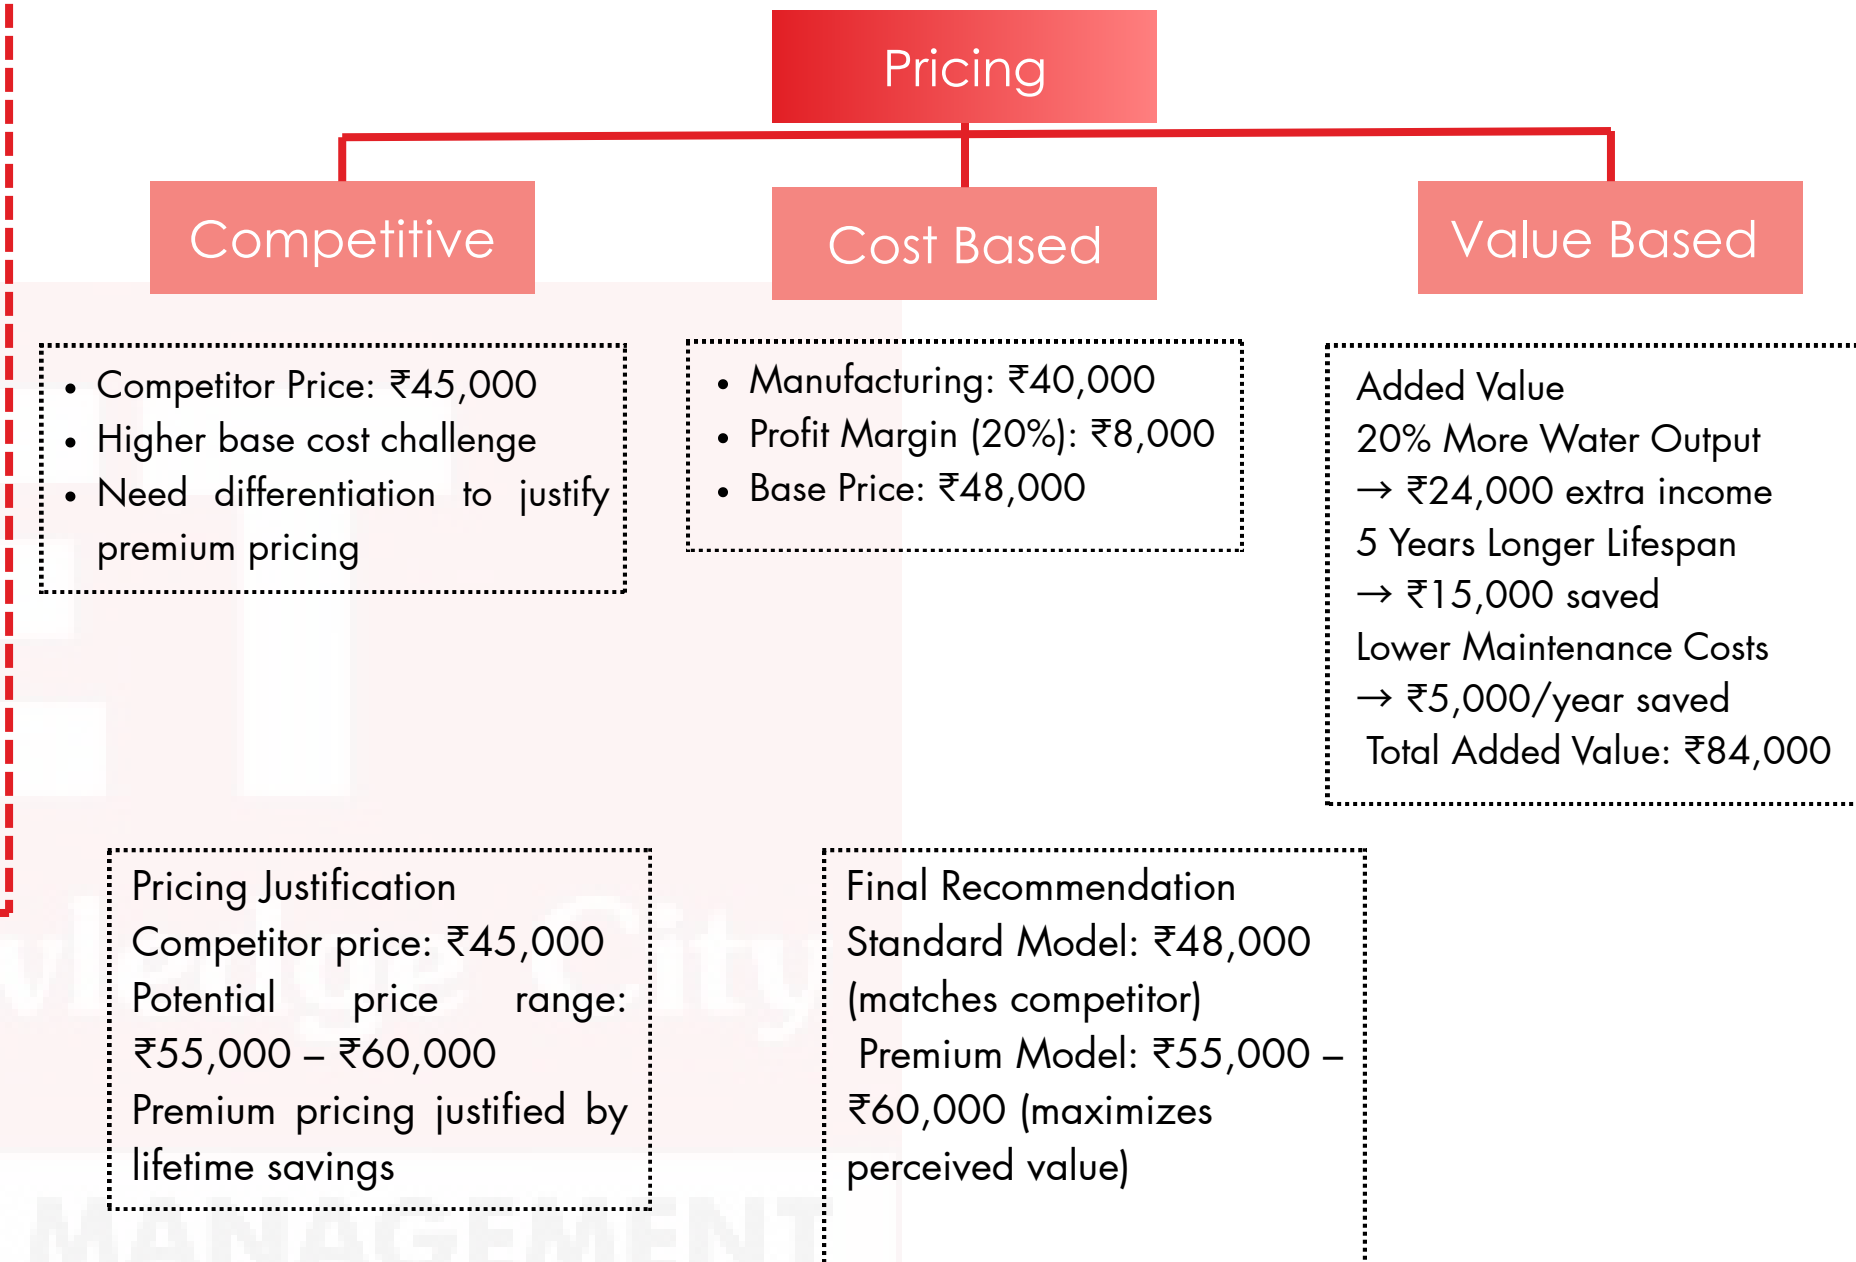 Pricing
Competitive
Cost Based
Value Based
• Competitor Price: ₹45,000
• Higher base cost challenge
• Need differentiation to justify
premium pricing
• Manufacturing: ₹40,000
• Profit Margin (20%): ₹8,000
• Base Price: ₹48,000
Added Value
20% More Water Output
→ ₹24,000 extra income
5 Years Longer Lifespan
→ ₹15,000 saved
Lower Maintenance Costs
→ ₹5,000/year saved
Total Added Value: ₹84,000
Pricing Justification
Competitor price: ₹45,000
Potential price range:
₹55,000 – ₹60,000
Premium pricing justified by
lifetime savings
Final Recommendation
Standard Model: ₹48,000
(matches competitor)
Premium Model: ₹55,000 –
₹60,000 (maximizes
perceived value)
City
MANAGEMENT